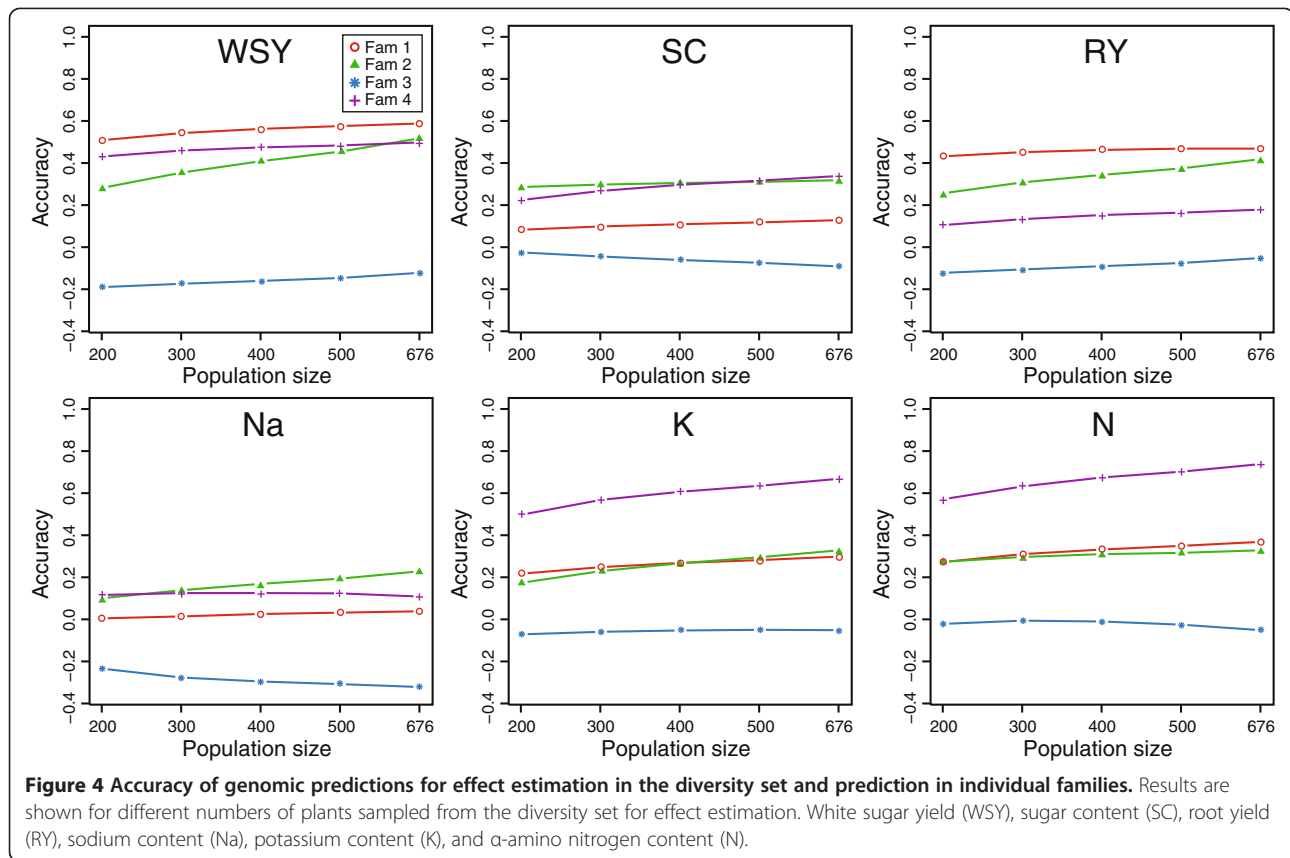 WSY
Fam 1
Fam 2
Fam 3
Fam 4
Accuracy
1.0
0.8
0.6
0.4
0.2
0.0
−0.2
−0.4
200 300 400 500 676
Population size
SC
Accuracy
1.0
0.8
0.6
0.4
0.2
0.0
−0.2
−0.4
200 300 400 500 676
Population size
RY
Accuracy
1.0
0.8
0.6
0.4
0.2
0.0
−0.2
−0.4
200 300 400 500 676
Population size
Na
Accuracy
1.0
0.8
0.6
0.4
0.2
0.0
−0.2
−0.4
200 300 400 500 676
Population size
K
Accuracy
1.0
0.8
0.6
0.4
0.2
0.0
−0.2
−0.4
200 300 400 500 676
Population size
N
Accuracy
1.0
0.8
0.6
0.4
0.2
0.0
−0.2
−0.4
200 300 400 500 676
Population size
Figure 4 Accuracy of genomic predictions for effect estimation in the diversity set and prediction in individual families. Results are
shown for different numbers of plants sampled from the diversity set for effect estimation. White sugar yield (WSY), sugar content (SC), root yield
(RY), sodium content (Na), potassium content (K), and α-amino nitrogen content (N).